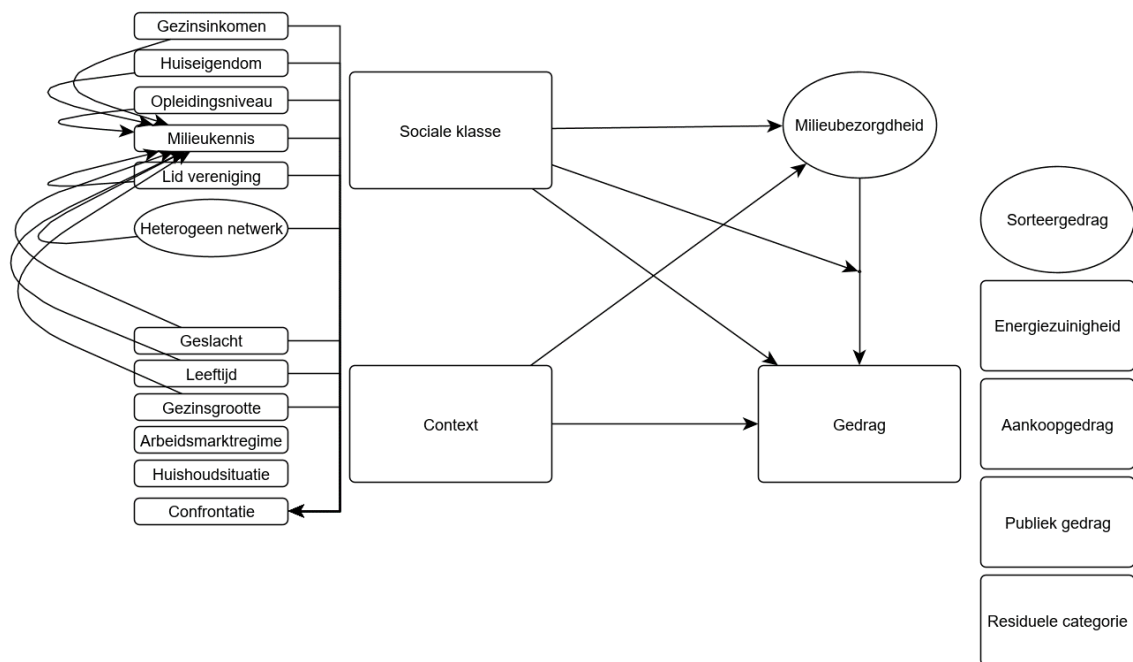 Gezinsinkomen
Huiseigendom
Opleidingsniveau
Milieukennis
Lid vereniging
Heterogeen netwerk
Geslacht
Leeftijd
Gezinsgrootte
Arbeidsmarktregime
Huishoudsituatie
Confrontatie
Sociale klasse
Context
Milieubezorgdheid
Gedrag
Sorteergedrag
Energiezuinigheid
Aankoopgedrag
Publiek gedrag
Residuele categorie